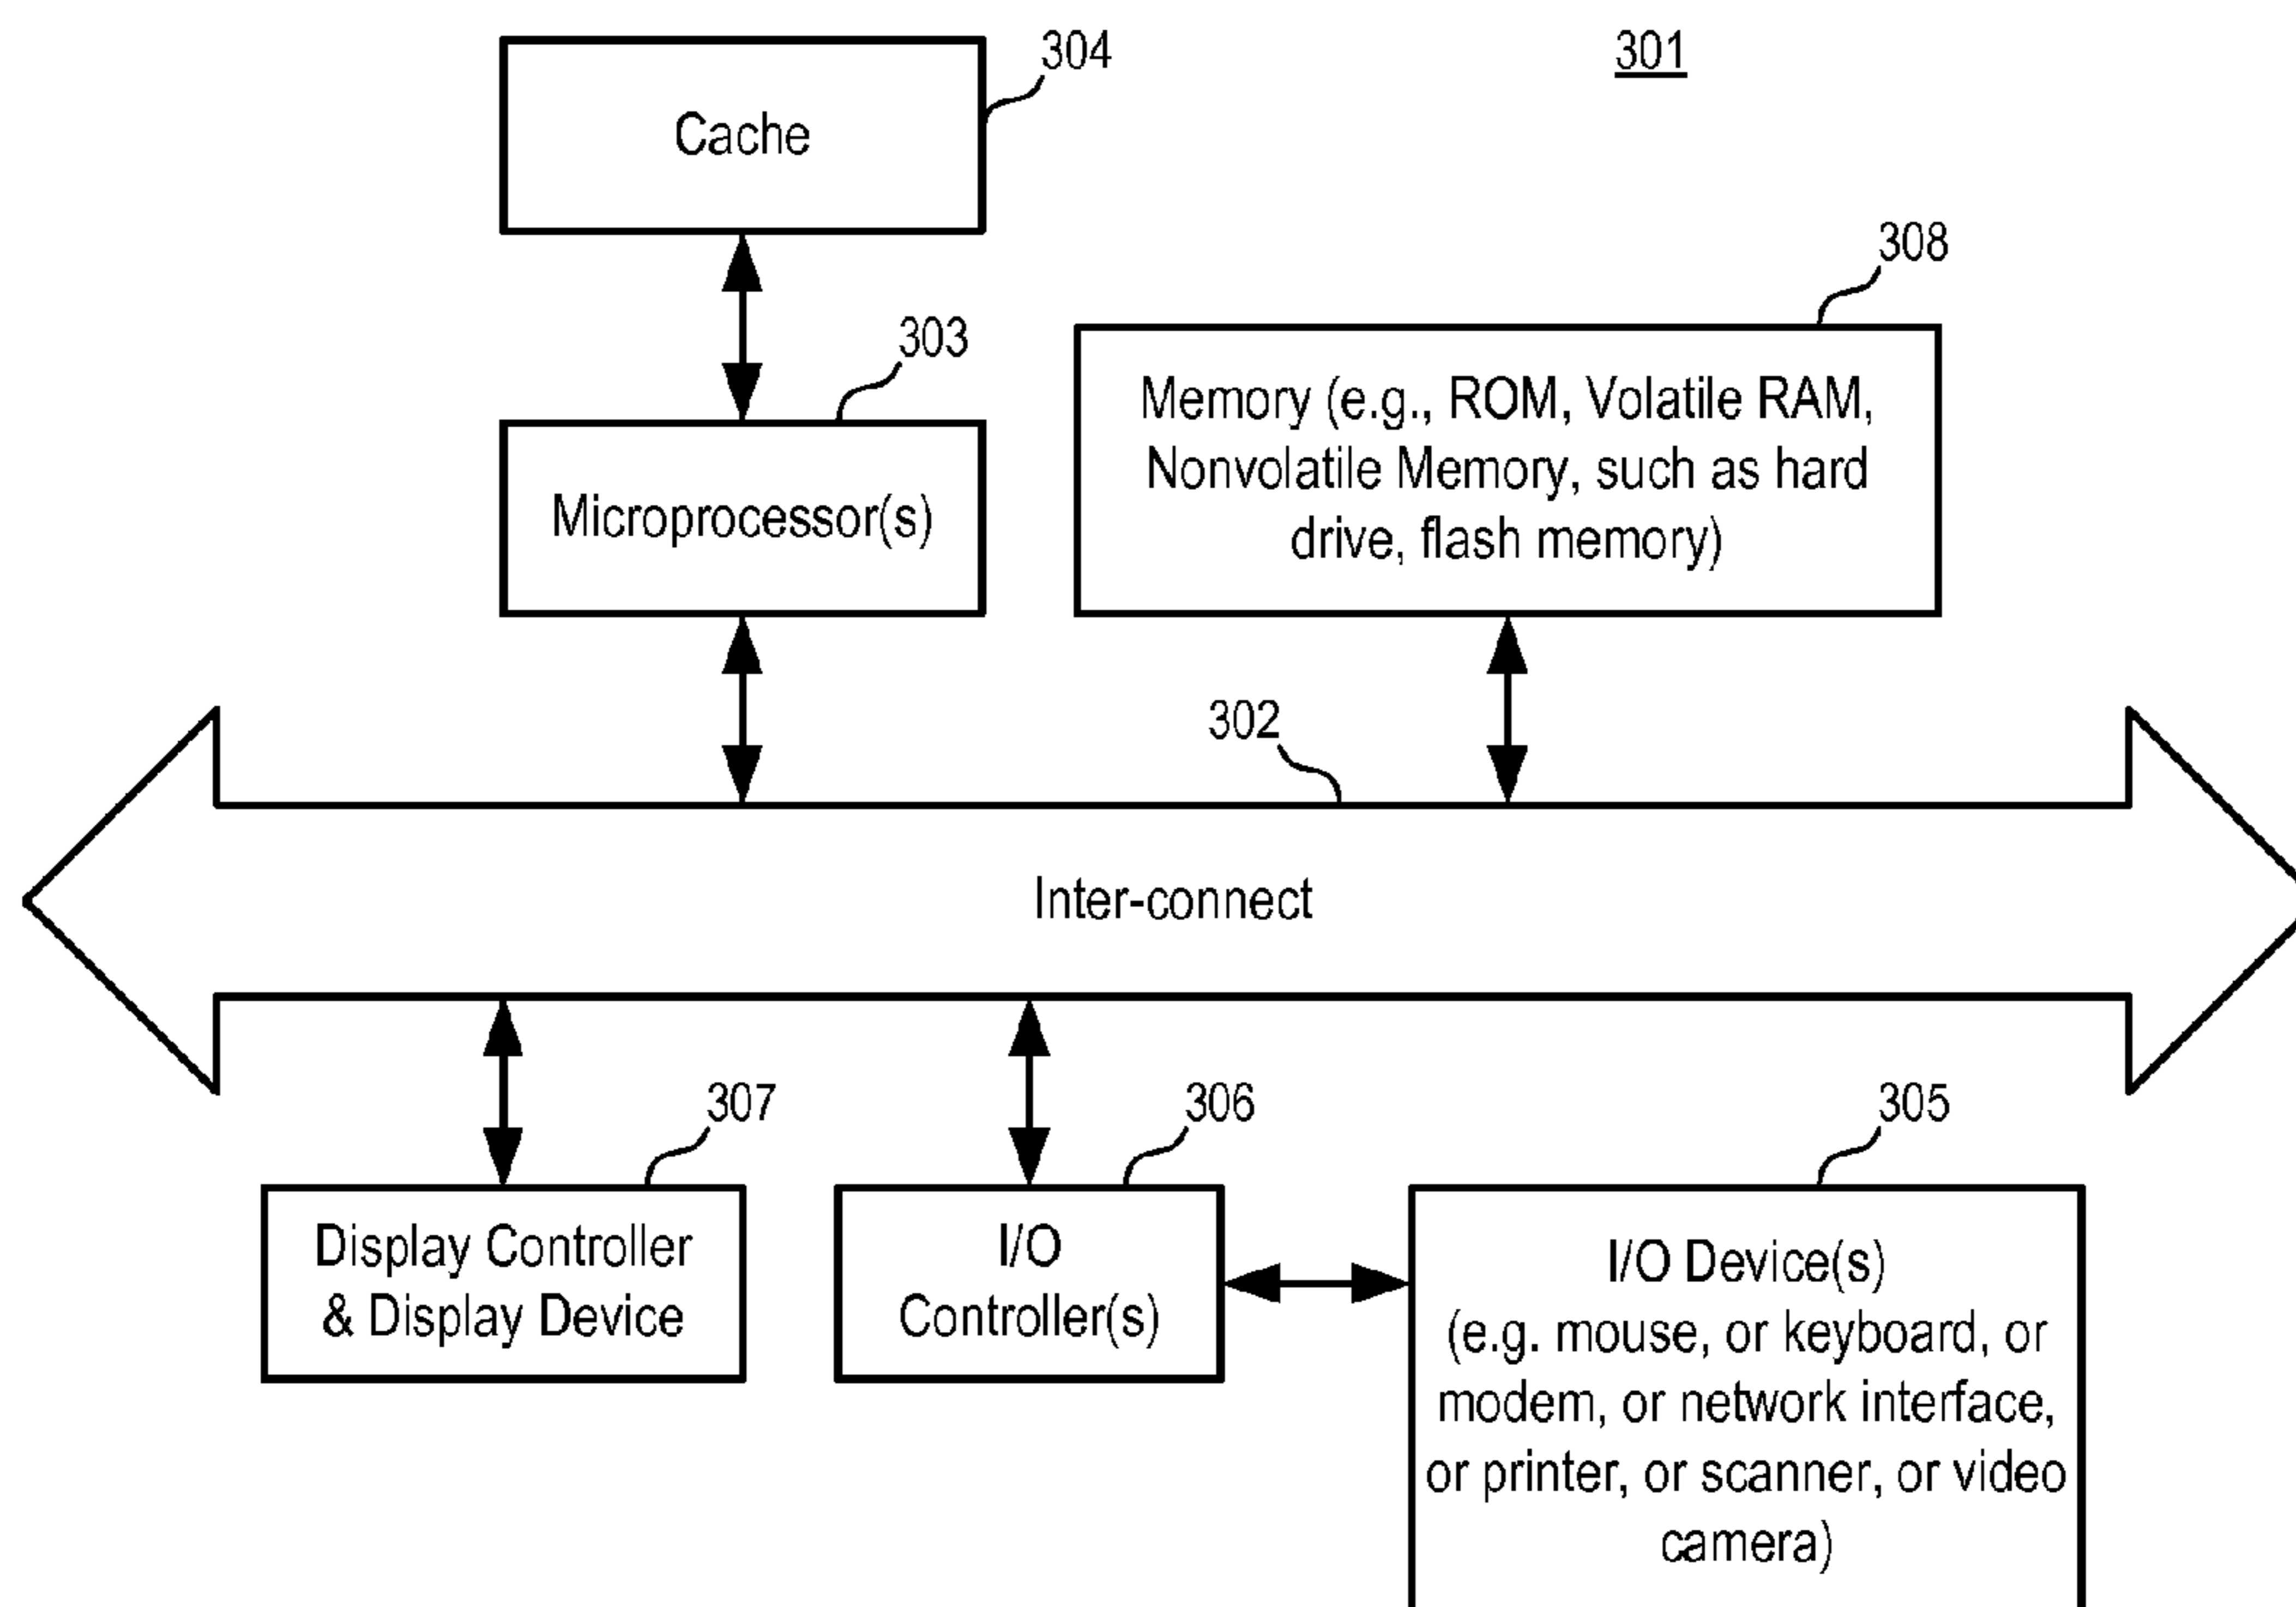 304
301
Cache
308
303
Memory (e.g., ROM, Volatile RAM,
Nonvolatile Memory, such as hard
drive, flash memory)
Microprocessor(s)
302
Inter-connect
307
306
305
Display Controller
& Display Device
I/O
Controller(s)
I/O Device(s)
(e.g. mouse, or keyboard, or
modem, or network interface,
or printer, or scanner, or video
camera)